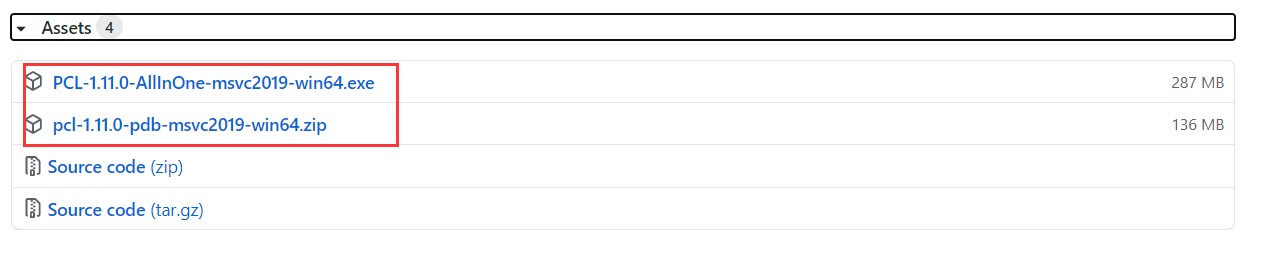 Assets 4
PCL-1.11.0-AllInOne-msvc2019-win64.exe 287 MB
pcl-1.11.0-pdb-msvc2019-win64.zip 136 MB
Source code (zip)
Source code (tar.gz)